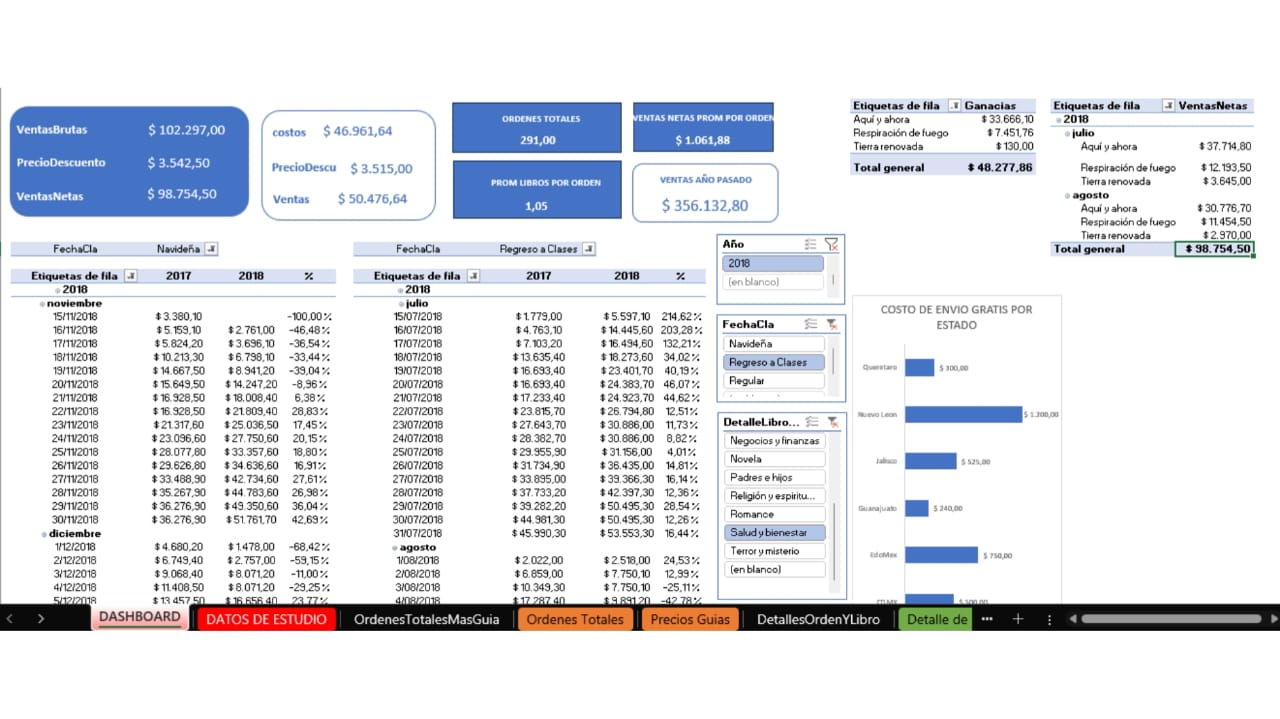 VentasBrutas $ 102.297,00
PrecioDescuento $ 3.542,50
VentasNetas $ 98.754,50
costos $ 46.961,64
PrecioDescu $ 3.515,00
Ventas $ 50.476,64
ORDENES TOTALES
291,00
VENTAS NETAS PROM POR ORDEN
$ 1.061,88
PROM LIBROS POR ORDEN
1,05
VENTAS AÑO PASADO
$ 356.132,80
Etiquetas de fila Ganacias
Aquí y ahora $ 33.666,10
Respiración de fuego $ 7.451,76
Tierra renovada $ 130,00
Total general $ 48.277,86
Etiquetas de fila VentasNetas
2018
julio
Aquí y ahora $ 37.714,80
Respiración de fuego $ 12.193,50
Tierra renovada $ 3.645,00
agosto
Aquí y ahora $ 30.776,70
Respiración de fuego $ 11.454,50
Tierra renovada $ 2.970,00
Total general $ 98.754,50
FechaCla Navideña
Etiquetas de fila 2017 2018 %
2018
noviembre
15/11/2018 $ 3.380,10 -100,00%
16/11/2018 $ 5.159,10 $ 2.761,00 -46,48%
17/11/2018 $ 5.824,20 $ 3.696,10 -36,54%
18/11/2018 $ 10.213,30 $ 6.798,10 -33,44%
19/11/2018 $ 14.667,50 $ 8.941,20 -39,04%
20/11/2018 $ 15.649,50 $ 14.247,20 -8,96%
21/11/2018 $ 16.928,50 $ 18.008,40 6,38%
22/11/2018 $ 16.928,50 $ 21.809,40 28,83%
23/11/2018 $ 21.317,60 $ 25.036,50 17,45%
24/11/2018 $ 23.096,60 $ 27.750,60 20,15%
25/11/2018 $ 28.077,80 $ 33.357,60 18,80%
26/11/2018 $ 29.626,80 $ 34.636,60 16,91%
27/11/2018 $ 33.488,90 $ 42.734,60 27,61%
28/11/2018 $ 35.267,90 $ 44.783,60 26,98%
29/11/2018 $ 36.276,90 $ 49.350,60 36,04%
30/11/2018 $ 36.276,90 $ 51.761,70 42,69%
diciembre
1/12/2018 $ 4.680,20 $ 1.478,00 -68,42%
2/12/2018 $ 6.749,40 $ 2.757,00 -59,15%
3/12/2018 $ 9.068,40 $ 8.071,20 -11,00%
4/12/2018 $ 11.408,50 $ 8.071,20 -29,25%
5/12/2018 $ 13.457,50 $ 16.656,40 23,77%
FechaCla Regreso a Clases
Etiquetas de fila 2017 2018 %
2018
julio
15/07/2018 $ 1.779,00 $ 5.597,10 214,62%
16/07/2018 $ 4.763,10 $ 14.445,60 203,28%
17/07/2018 $ 7.103,20 $ 16.494,60 132,21%
18/07/2018 $ 13.635,40 $ 18.273,60 34,02%
19/07/2018 $ 16.693,40 $ 23.401,70 40,19%
20/07/2018 $ 16.693,40 $ 24.383,70 46,07%
21/07/2018 $ 17.233,40 $ 24.923,70 44,62%
22/07/2018 $ 23.815,70 $ 26.794,80 12,51%
23/07/2018 $ 27.643,70 $ 30.886,00 11,73%
24/07/2018 $ 28.382,70 $ 30.886,00 8,82%
25/07/2018 $ 29.955,90 $ 31.156,00 4,01%
26/07/2018 $ 31.734,90 $ 36.435,00 14,81%
27/07/2018 $ 33.895,00 $ 39.366,30 16,14%
28/07/2018 $ 37.733,20 $ 42.397,30 12,36%
29/07/2018 $ 39.282,20 $ 50.495,30 28,54%
30/07/2018 $ 44.981,30 $ 50.495,30 12,26%
31/07/2018 $ 45.990,30 $ 53.553,30 16,44%
agosto
1/08/2018 $ 2.022,00 $ 2.518,00 24,53%
2/08/2018 $ 6.859,00 $ 7.750,10 12,99%
3/08/2018 $ 10.349,30 $ 7.750,10 -25,11%
4/08/2018 $ 17.287,40 $ 9.891,20 -42,78%
Año
2018
(en blanco)
FechaCla
Navideña
Regreso a Clases
Regular
DetalleLibro...
Negocios y finanzas
Novela
Padres e hijos
Religión y espiritu...
Romance
Salud y bienestar
Terror y misterio
(en blanco)
COSTO DE ENVIO GRATIS POR
ESTADO
Queretaro $ 300,00
Nuevo Leon $ 1.200,00
Jalisco $ 525,00
Guanajuato $ 240,00
EdoMex $ 750,00
CDMX $ 500,00
DASHBOARD DATOS DE ESTUDIO OrdenesTotalesMasGuia Ordenes Totales Precios Guias DetallesOrdenYLibro Detalle de